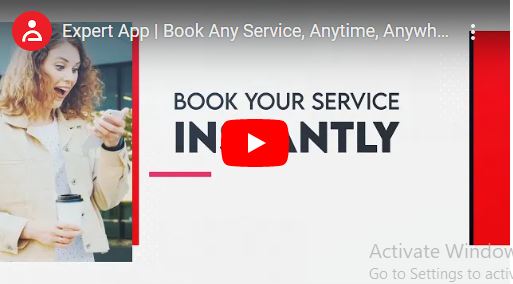 Expert App | Book Any Service, Anytime, Anywh...
BOOK YOUR SERVICE
INSTANTLY
Activate Window
Go to Settings to activ